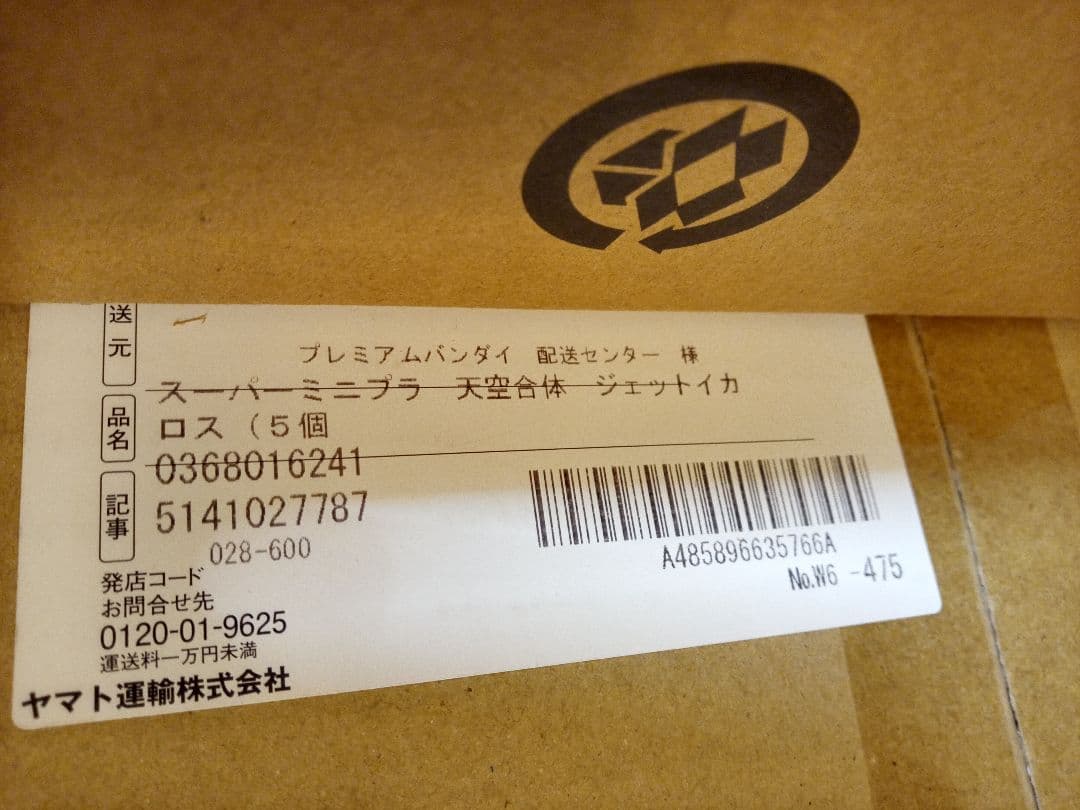 送元
プレミアムバンダイ 配送センター 様
品名
スーパーミニプラ 天空合体 ジェットイカ
ロス（5個
記事
0368016241
5141027787
028-600
A485896635766A
No.W6 -475
発店コード
お問合せ先
0120-01-9625
運送料一万円未満
ヤマト運輸株式会社